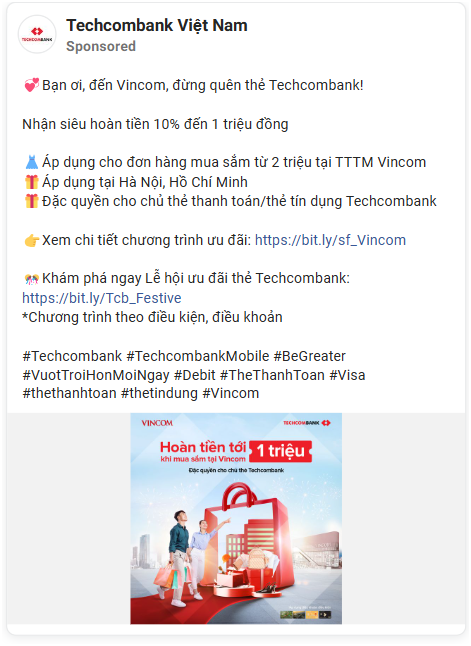 TECHCOMBANK
Techcombank Việt Nam
Sponsored
💞Bạn ơi, đến Vincom, đừng quên thẻ Techcombank!
Nhận siêu hoàn tiền 10% đến 1 triệu đồng
👗Áp dụng cho đơn hàng mua sắm từ 2 triệu tại TTTM Vincom
🎁Áp dụng tại Hà Nội, Hồ Chí Minh
🎁Đặc quyền cho chủ thẻ thanh toán/thẻ tín dụng Techcombank
👉Xem chi tiết chương trình ưu đãi: https://bit.ly/sf_Vincom
🎊Khám phá ngay Lễ hội ưu đãi thẻ Techcombank:
https://bit.ly/Tcb_Festive
*Chương trình theo điều kiện, điều khoản
#Techcombank #TechcombankMobile #BeGreater
#VuotTroiHonMoiNgay #Debit #TheThanhToan #Visa
#thethanhtoan #thetindung #Vincom
VINCOM
TECHCOMBANK
Hoàn tiền tới 1 triệu
khi mua sắm tại Vincom
Đặc quyền cho chủ thẻ Techcombank